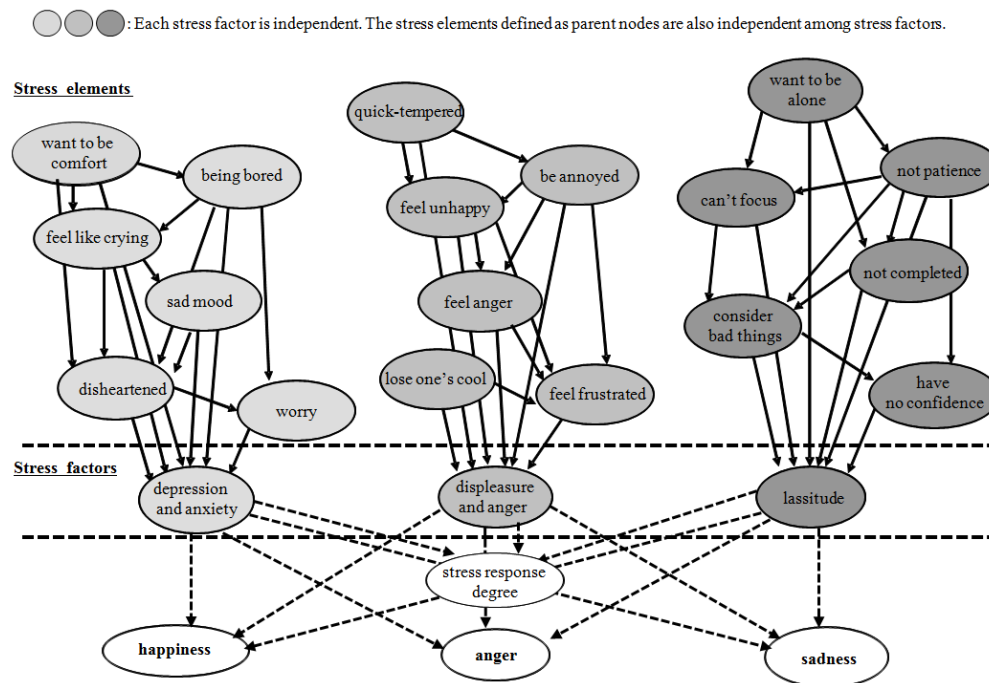 : Each stress factor is independent. The stress elements defined as parent nodes are also independent among stress factors.
Stress elements
want to be
comfort
being bored
feel like crying
sad mood
disheartened
worry
quick-tempered
be annoyed
feel unhappy
feel anger
lose one's cool
feel frustrated
want to be
alone
not patience
can't focus
not completed
consider
bad things
have
no confidence
Stress factors
depression
and anxiety
displeasure
and anger
lassitude
stress response
degree
happiness
anger
sadness